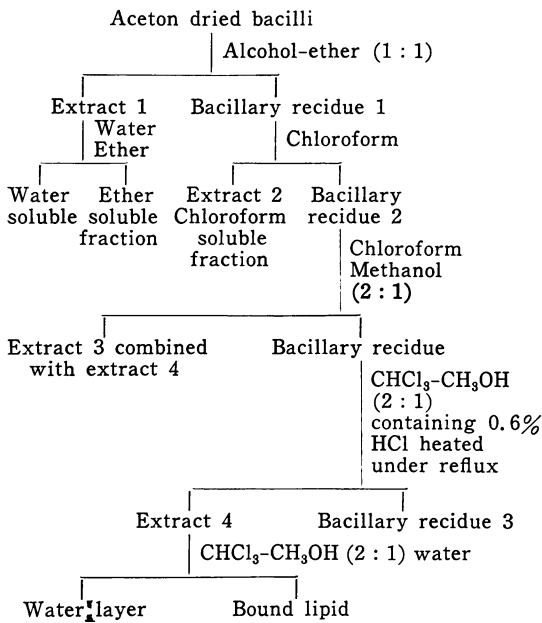 Aceton dried bacilli
Alcohol-ether (1 : 1)
Extract 1
Bacillary recidue 1
Water
Ether
Chloroform
Water
soluble
Ether
soluble
fraction
Extract 2
Chloroform
soluble
fraction
Bacillary
recidue 2
Chloroform
Methanol
(2 : 1)
Extract 3 combined
with extract 4
Bacillary recidue
CHCl₃-CH₃OH
(2 : 1)
containing 0.6%
HCl heated
under reflux
Extract 4
Bacillary recidue 3
CHCl₃-CH₃OH (2 : 1) water
Water layer
Bound lipid